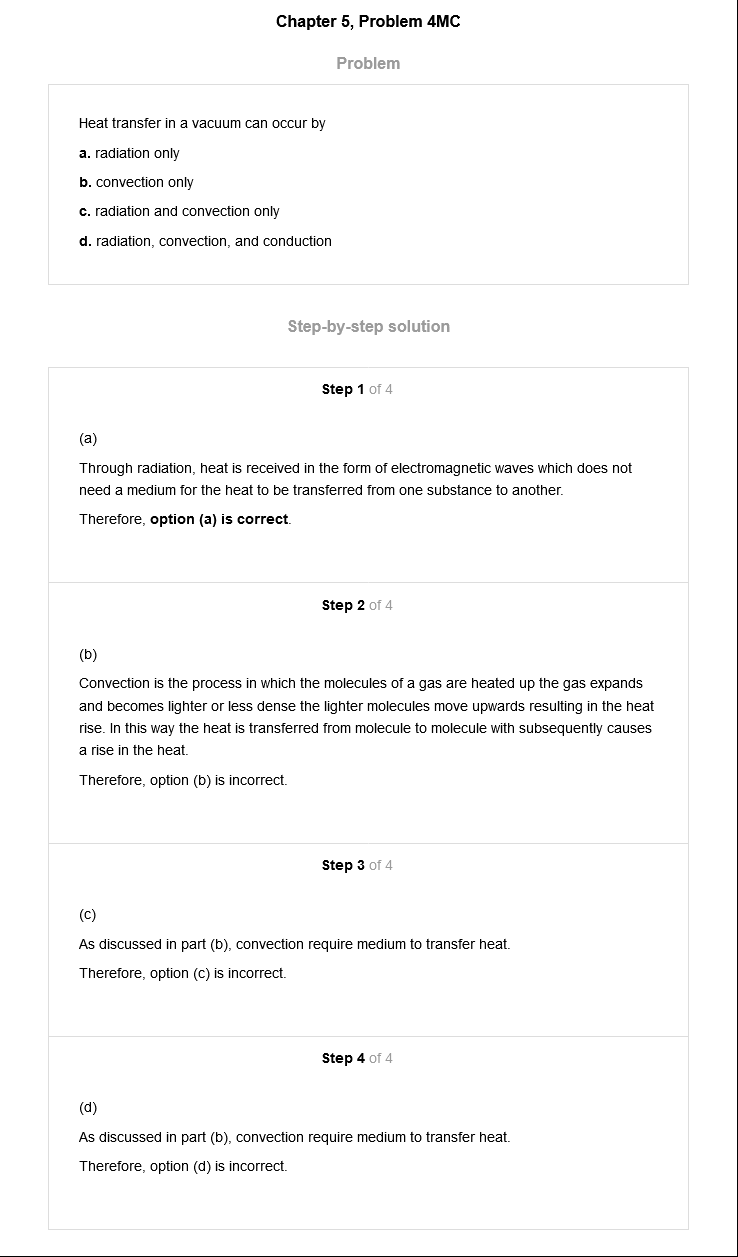 Chapter 5, Problem 4MC
Problem
Heat transfer in a vacuum can occur by
a. radiation only
b. convection only
c. radiation and convection only
d. radiation, convection, and conduction
Step-by-step solution
Step 1 of 4
(a)
Through radiation, heat is received in the form of electromagnetic waves which does not
need a medium for the heat to be transferred from one substance to another.
Therefore, option (a) is correct.
Step 2 of 4
(b)
Convection is the process in which the molecules of a gas are heated up the gas expands
and becomes lighter or less dense the lighter molecules move upwards resulting in the heat
rise. In this way the heat is transferred from molecule to molecule with subsequently causes
a rise in the heat.
Therefore, option (b) is incorrect.
Step 3 of 4
(c)
As discussed in part (b), convection require medium to transfer heat.
Therefore, option (c) is incorrect.
Step 4 of 4
(d)
As discussed in part (b), convection require medium to transfer heat.
Therefore, option (d) is incorrect.